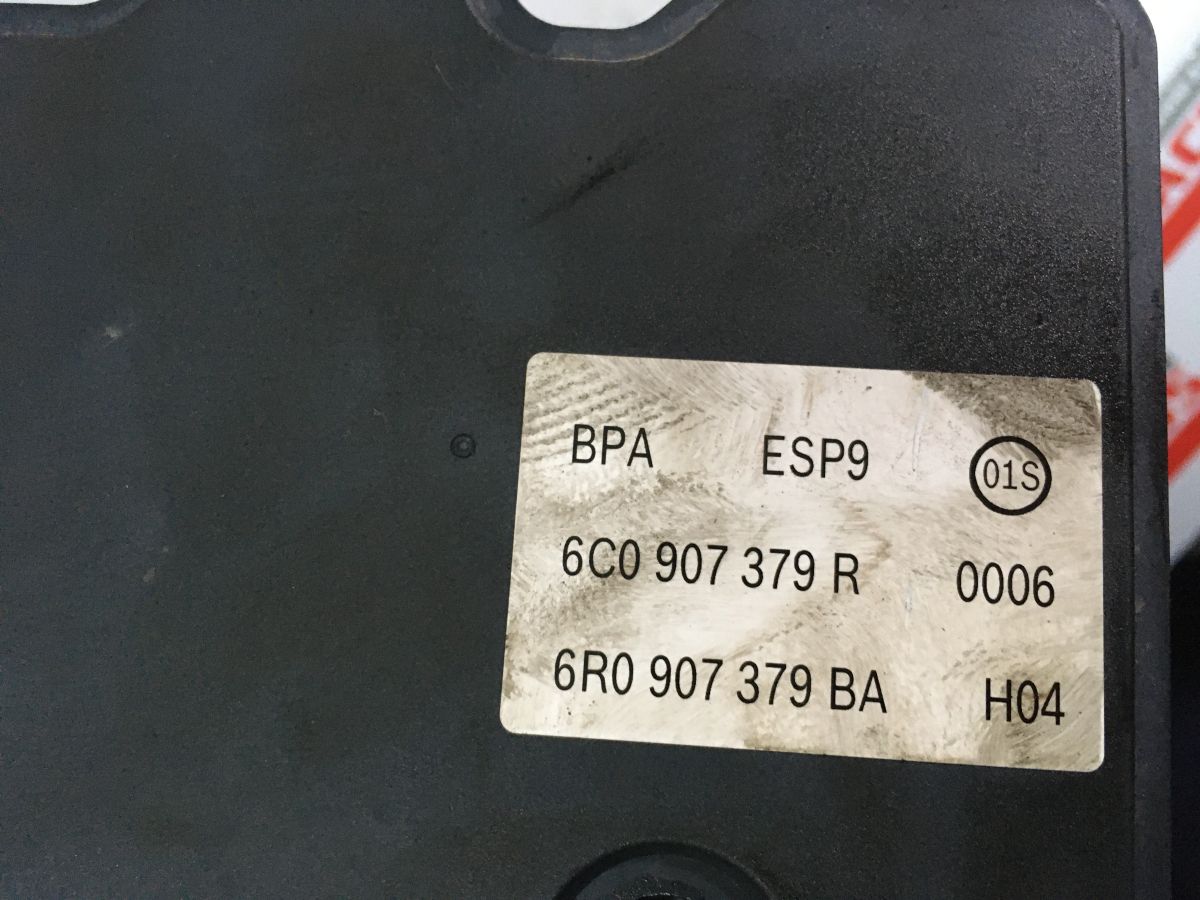 BPA ESP9 01S
6C0 907 379 R 0006
6R0 907 379 BA H04